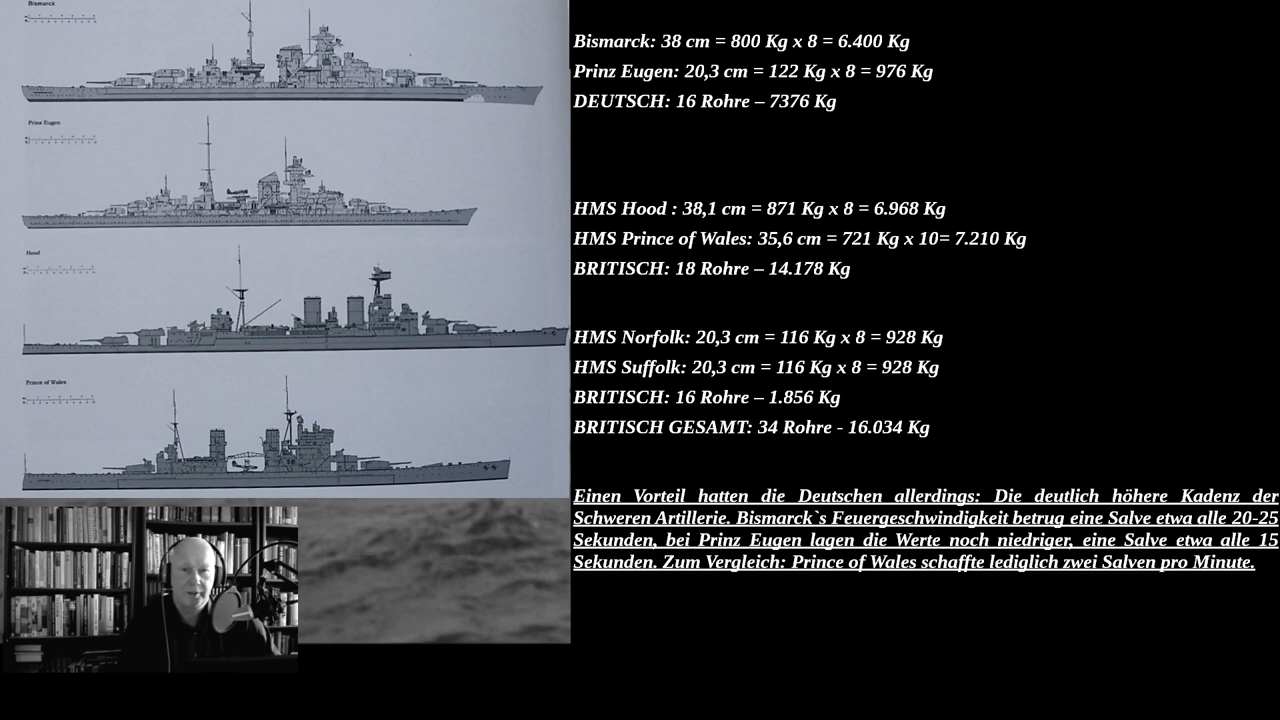 Bismarck
Prinz Eugen
Hood
Prince of Wales
Bismarck: 38 cm = 800 Kg x 8 = 6.400 Kg
Prinz Eugen: 20,3 cm = 122 Kg x 8 = 976 Kg
DEUTSCH: 16 Rohre – 7376 Kg
HMS Hood : 38,1 cm = 871 Kg x 8 = 6.968 Kg
HMS Prince of Wales: 35,6 cm = 721 Kg x 10= 7.210 Kg
BRITISCH: 18 Rohre – 14.178 Kg
HMS Norfolk: 20,3 cm = 116 Kg x 8 = 928 Kg
HMS Suffolk: 20,3 cm = 116 Kg x 8 = 928 Kg
BRITISCH: 16 Rohre – 1.856 Kg
BRITISCH GESAMT: 34 Rohre - 16.034 Kg
Einen Vorteil hatten die Deutschen allerdings: Die deutlich höhere Kadenz der
Schweren Artillerie. Bismarck`s Feuergeschwindigkeit betrug eine Salve etwa alle 20-25
Sekunden, bei Prinz Eugen lagen die Werte noch niedriger, eine Salve etwa alle 15
Sekunden. Zum Vergleich: Prince of Wales schaffte lediglich zwei Salven pro Minute.